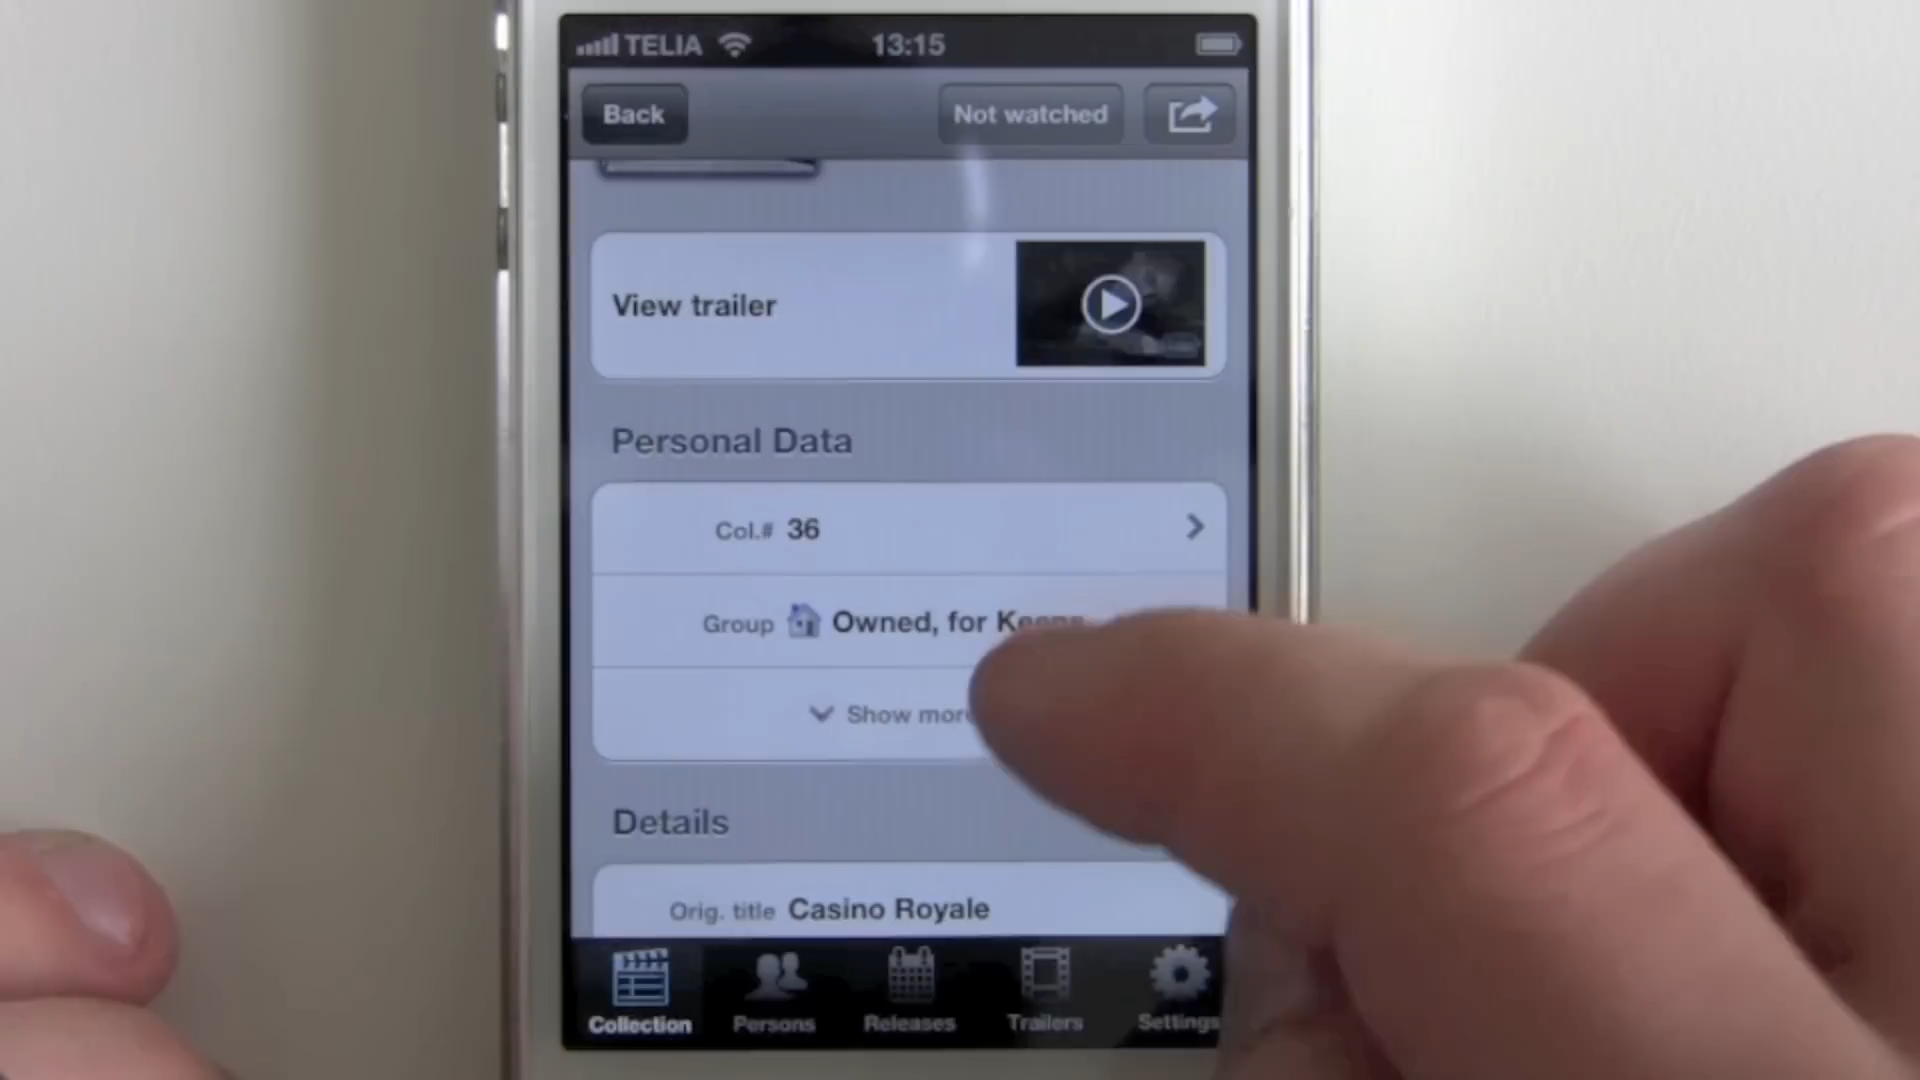 TELIA 13:15
Back Not watched
View trailer
Personal Data
Col.# 36
Group Owned, for
Show more
Details
Orig. title Casino Royale
Collection Persons Releases Trailers Settings